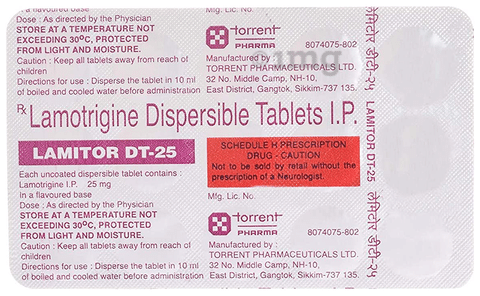 Dose : As directed by the Physician
STORE AT A TEMPERATURE NOT
EXCEEDING 30°C, PROTECTED
FROM LIGHT AND MOISTURE.
Caution : Keep all tablets away from reach of
children
Directions for use : Disperse the tablet in 10 ml
of boiled and cooled water before administration
Mfg. Lic. No.
torrent
PHARMA 8074075-802
1mg
Manufactured by :
TORRENT PHARMACEUTICALS LTD.
32 No. Middle Camp, NH-10,
East District, Gangtok, Sikkim-737 135.
Rx Lamotrigine Dispersible Tablets I.P.
LAMITOR DT-25
Each uncoated dispersible tablet contains :
Lamotrigine I.P. 25 mg
In a flavoured base
Dose : As directed by the Physician
STORE AT A TEMPERATURE NOT
EXCEEDING 30°C, PROTECTED
FROM LIGHT AND MOISTURE.
Caution : Keep all tablets away from reach of
children
Directions for use : Disperse the tablet in 10 ml
of boiled and cooled water before administration
SCHEDULE H PRESCRIPTION
DRUG - CAUTION
Not to be sold by retail without the
prescription of a Neurologist.
Mfg. Lic. No.
torrent
PHARMA 8074075-802
Manufactured by :
TORRENT PHARMACEUTICALS LTD.
32 No. Middle Camp, NH-10,
East District, Gangtok, Sikkim-737 135.
लेमिटोर डीटी-२५
LAMITOR DT-25
लेमिटोर डीटी-२५